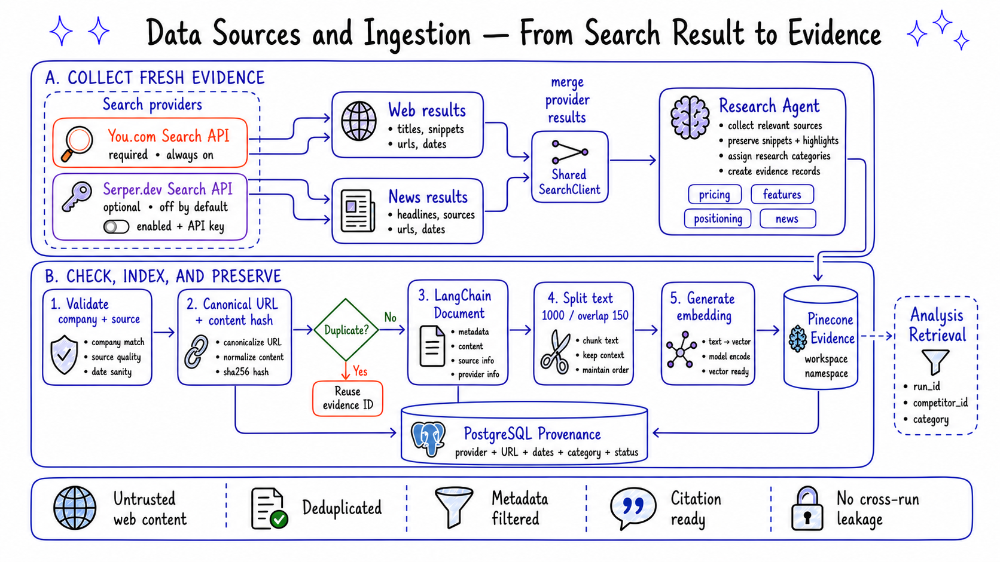 Data Sources and Ingestion — From Search Result to Evidence
A. COLLECT FRESH EVIDENCE
Search providers
You.com Search API
required • always on
Serper.dev Search API
optional • off by default
enabled + API key
Web results
• titles, snippets
• urls, dates
News results
• headlines, sources
• urls, dates
merge
provider
results
Shared
SearchClient
Research Agent
• collect relevant sources
• preserve snippets + highlights
• assign research categories
• create evidence records
pricing
features
positioning
news
B. CHECK, INDEX, AND PRESERVE
1. Validate
company + source
• company match
• source quality
• date sanity
2. Canonical URL
+ content hash
• canonicalize URL
• normalize content
• sha256 hash
Duplicate?
No
Yes
Reuse
evidence ID
3. LangChain
Document
• metadata
• content
• source info
• provider info
4. Split text
1000 / overlap 150
• chunk text
• keep context
• maintain order
5. Generate
embedding
• text → vector
• model encode
• vector ready
Pinecone
Evidence
workspace
namespace
Analysis
Retrieval
• run_id
• competitor_id
• category
PostgreSQL Provenance
provider + URL + dates + category + status
Untrusted
web content
Deduplicated
Metadata
filtered
Citation
ready
No cross-run
leakage